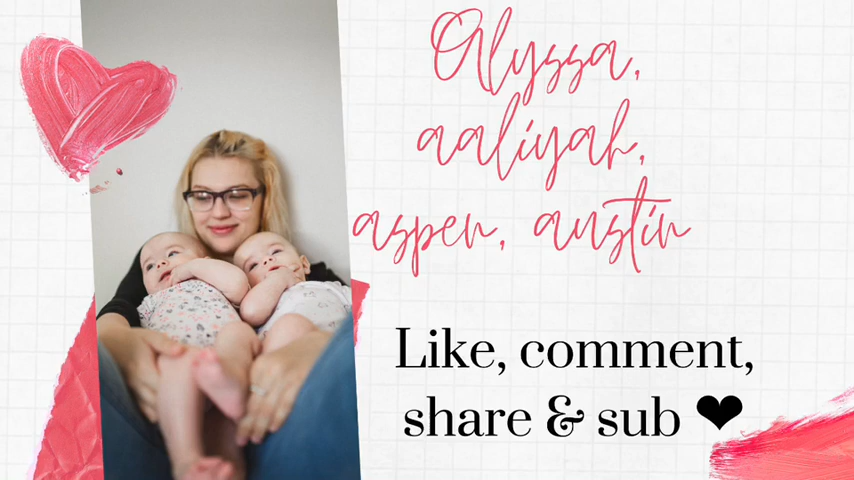 Alyssa,
aaliyah,
aspen, austin
Like, comment,
share & sub ❤